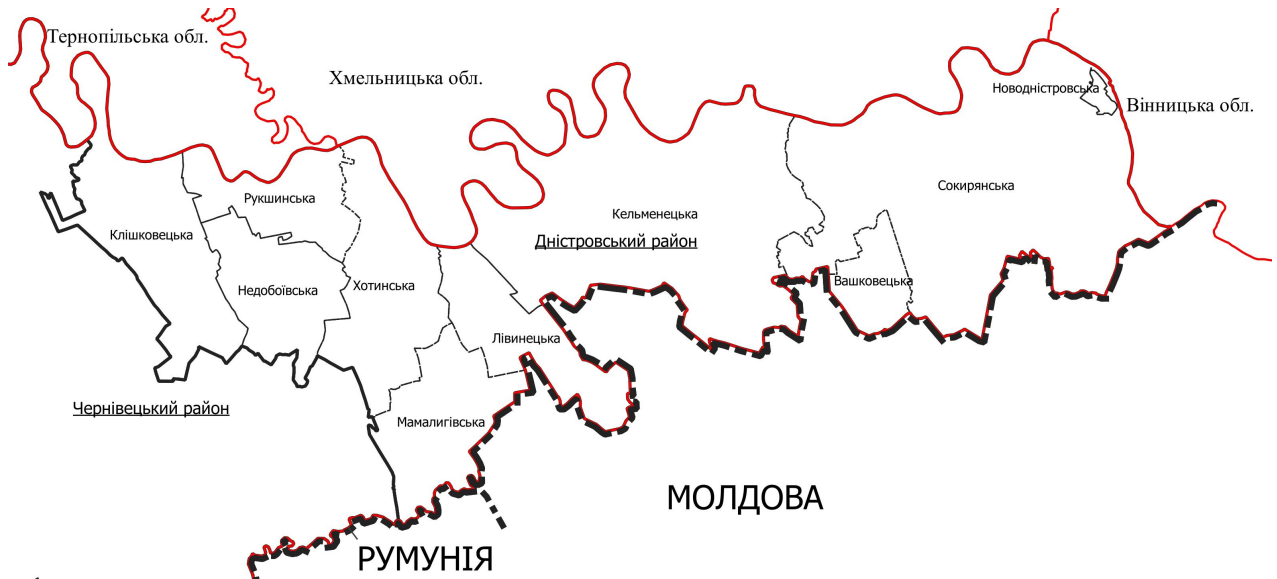 Тернопільська обл.
Хмельницька обл.
Новодністровська
Вінницька обл.
Сокирянська
Рукшинська
Кельменецька
Клішковецька
Дністровський район
Недобоївська
Хотинська
Вашковецька
Лівинецька
Чернівецький район
Мамалигівська
МОЛДОВА
РУМУНІЯ